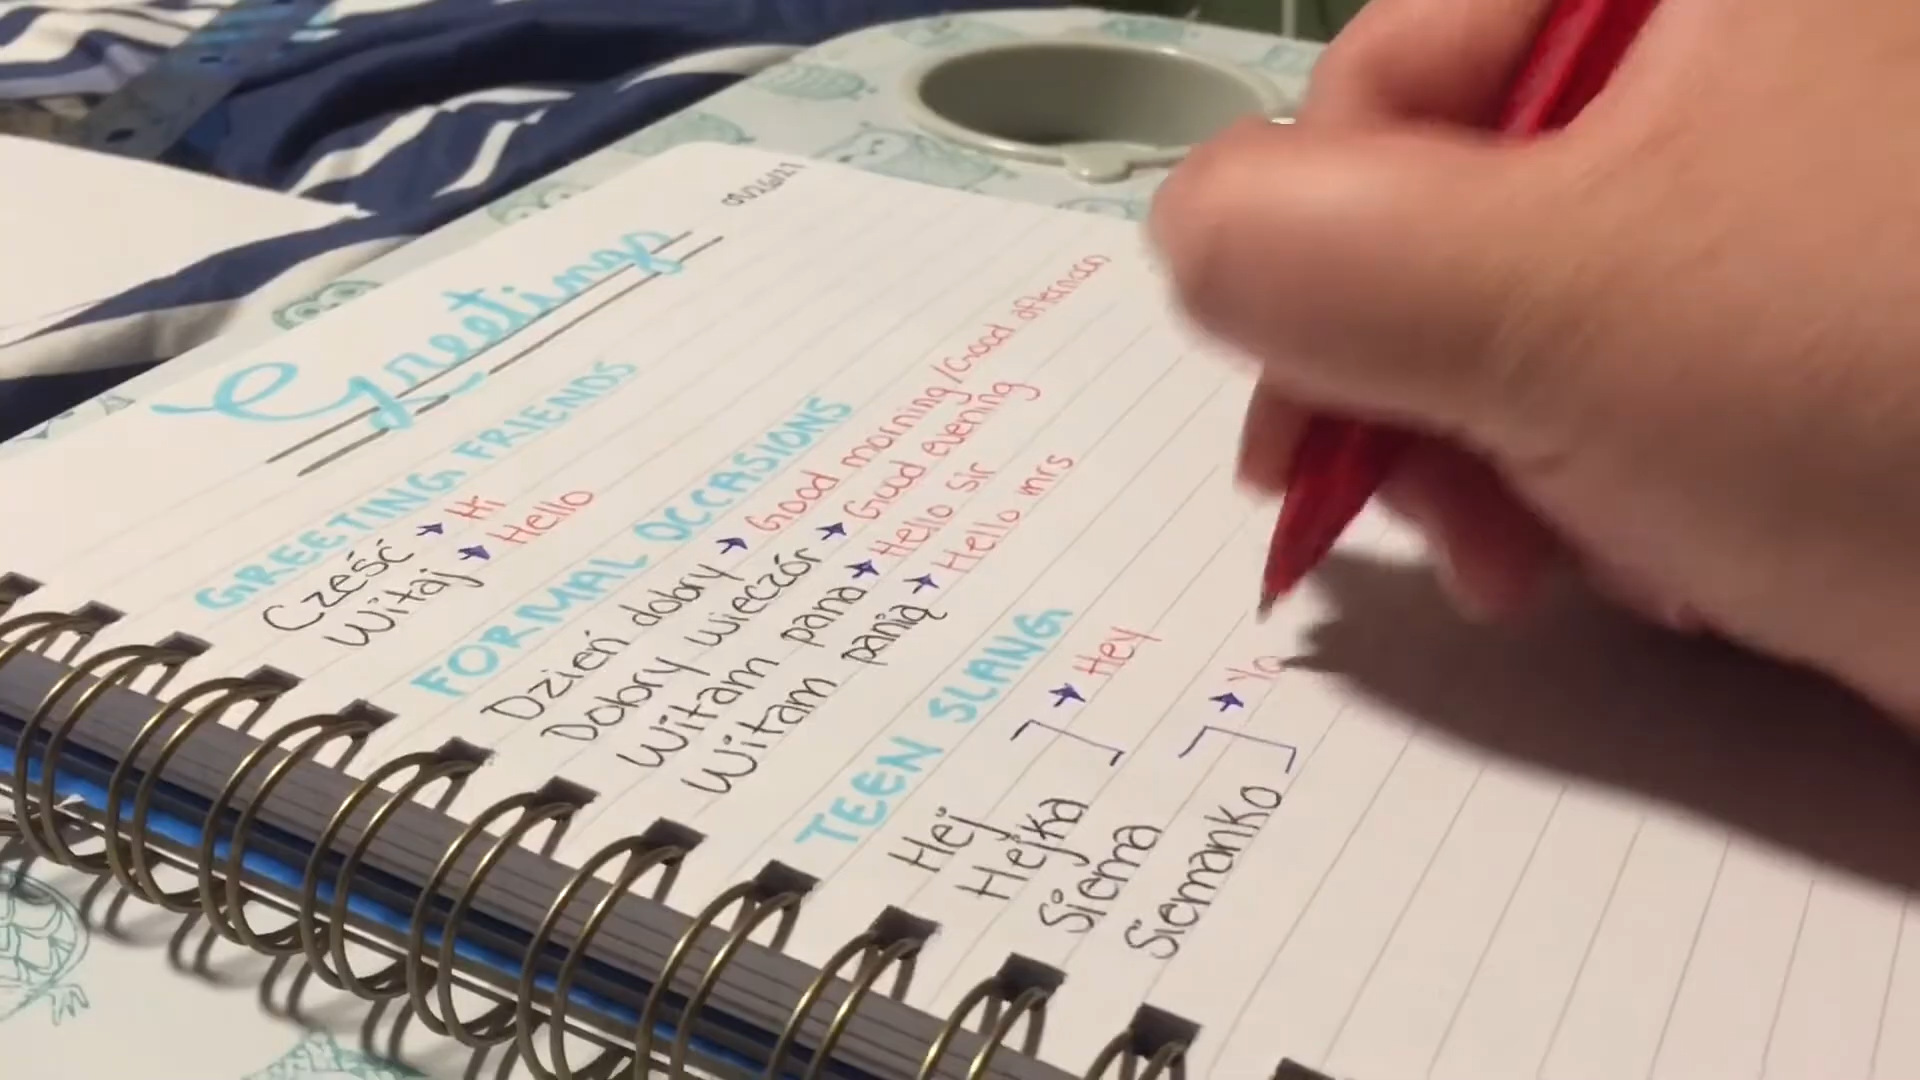 Greetings
GREETING FRIENDS
Cześć → Hi
Witaj → Hello
FORMAL OCCASIONS
Dzień dobry → Good morning/Good afternoon
Dobry wieczór → Good evening
Witam pana → Hello sir
Witam panią → Hello mrs
TEEN SLANG
Hej
Hejka ] → Hey
Siema
Siemanko ] → Yo